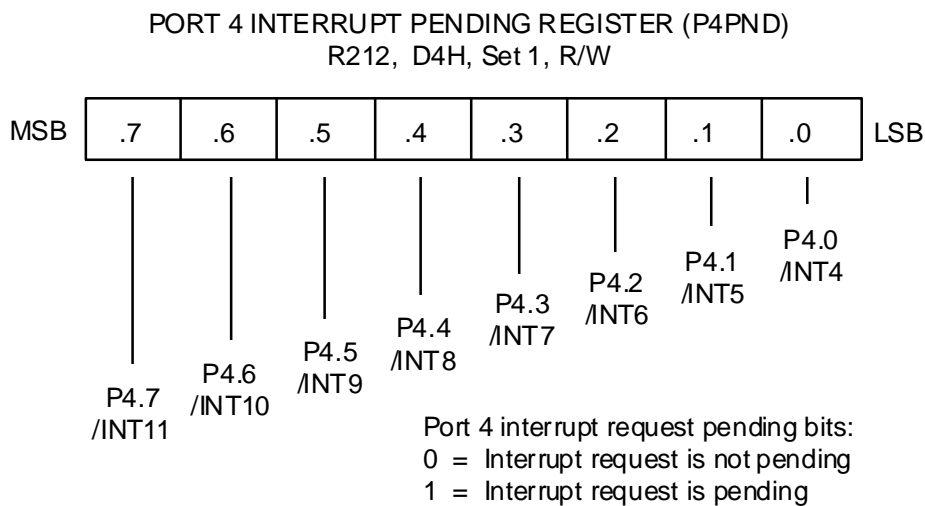 PORT 4 INTERRUPT PENDING REGISTER (P4PND)
R212, D4H, Set 1, R/W
MSB .7 .6 .5 .4 .3 .2 .1 .0 LSB
P4.7
/INT11
P4.6
/INT10
P4.5
/INT9
P4.4
/INT8
P4.3
/INT7
P4.2
/INT6
P4.1
/INT5
P4.0
/INT4
Port 4 interrupt request pending bits:
0 = Interrupt request is not pending
1 = Interrupt request is pending